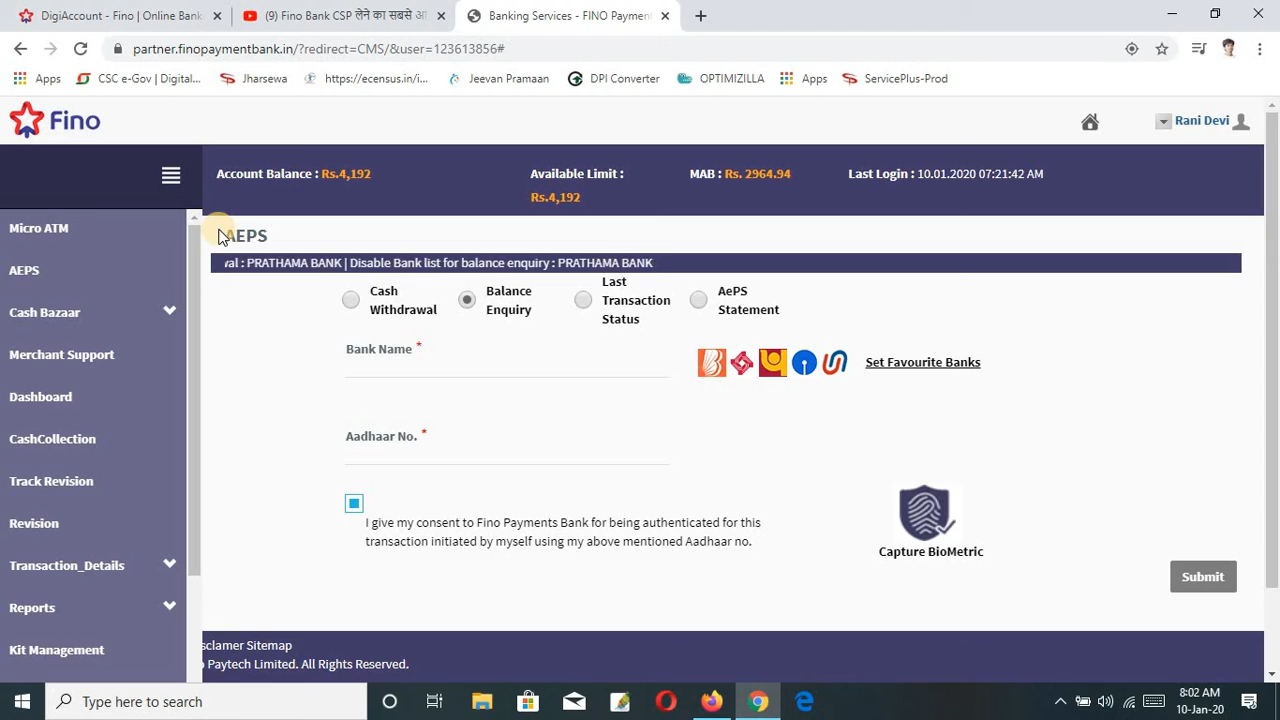 DigiAccount - Fino | Online Bank
(9) Fino Bank CSP लेने का सबसे आ
Banking Services - FINO Paymen
partner.finopaymentbank.in/?redirect=CMS/&user=123613856#
Apps
CSC e-Gov | Digital...
Jharsewa
https://ecensus.in/i...
Jeevan Pramaan
DPI Converter
OPTIMIZILLA
Apps
ServicePlus-Prod
Fino
Rani Devi
Account Balance : Rs.4,192
Available Limit :
Rs.4,192
MAB : Rs. 2964.94
Last Login : 10.01.2020 07:21:42 AM
Micro ATM
AEPS
Cash Bazaar
Merchant Support
Dashboard
CashCollection
Track Revision
Revision
Transaction_Details
Reports
Kit Management
AEPS
val : PRATHAMA BANK | Disable Bank list for balance enquiry : PRATHAMA BANK
Cash
Withdrawal
Balance
Enquiry
Last
Transaction
Status
AePS
Statement
Bank Name *
Set Favourite Banks
Aadhaar No. *
I give my consent to Fino Payments Bank for being authenticated for this
transaction initiated by myself using my above mentioned Aadhaar no.
Capture BioMetric
Submit
sclamer Sitemap
o Paytech Limited. All Rights Reserved.
Type here to search
8:02 AM
10-Jan-20